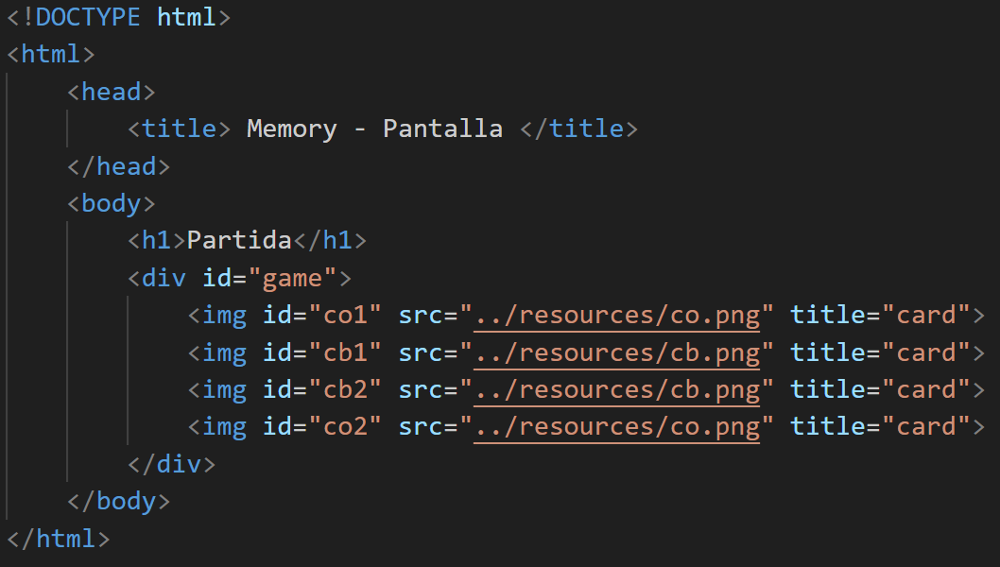 <!DOCTYPE html>
<html>
    <head>
        <title> Memory - Pantalla </title>
    </head>
    <body>
        <h1>Partida</h1>
        <div id="game">
            <img id="co1" src="../resources/co.png" title="card">
            <img id="cb1" src="../resources/cb.png" title="card">
            <img id="cb2" src="../resources/cb.png" title="card">
            <img id="co2" src="../resources/co.png" title="card">
        </div>
    </body>
</html>